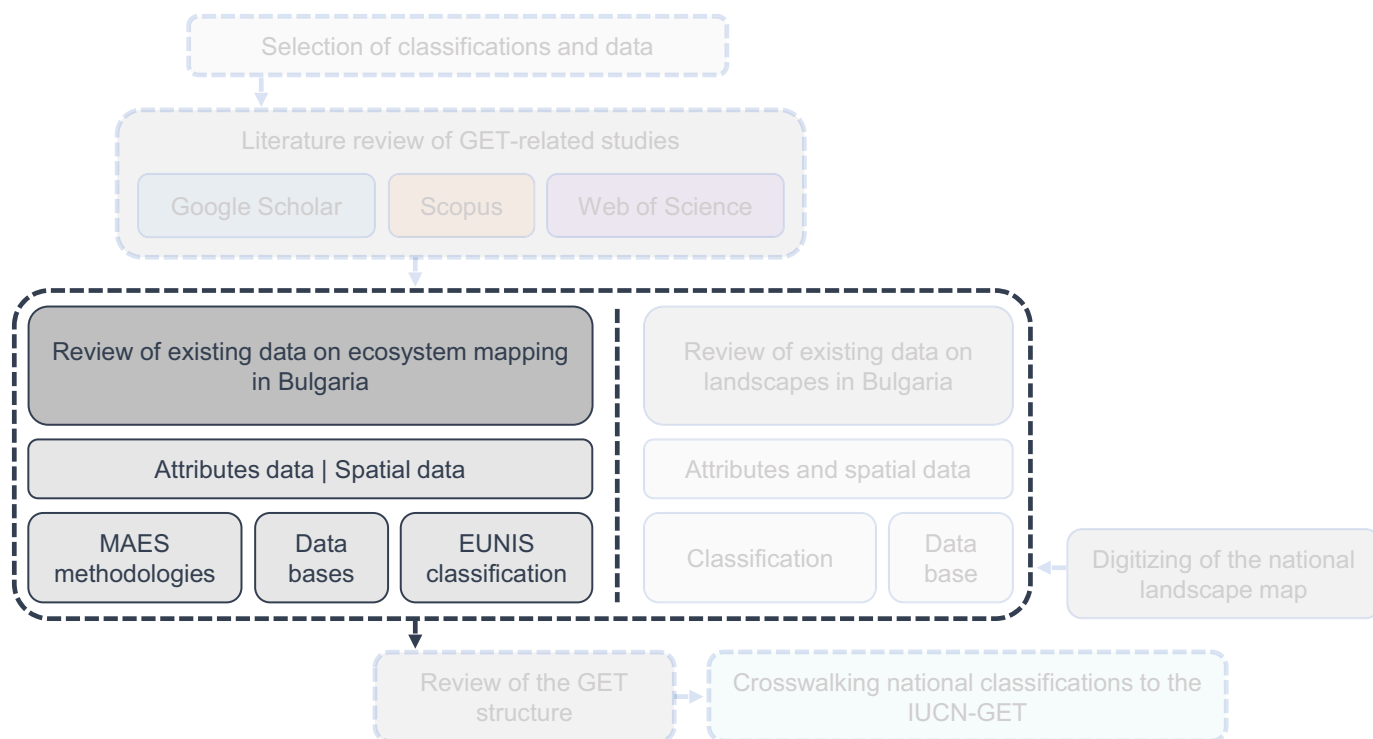 Selection of classifications and data
Literature review of GET-related studies
Google Scholar
Scopus
Web of Science
Review of existing data on ecosystem mapping
in Bulgaria
Attributes data | Spatial data
MAES
methodologies
Data
bases
EUNIS
classification
Review of existing data on
landscapes in Bulgaria
Attributes and spatial data
Classification
Data
base
Digitizing of the national
landscape map
Review of the GET
structure
Crosswalking national classifications to the
IUCN-GET